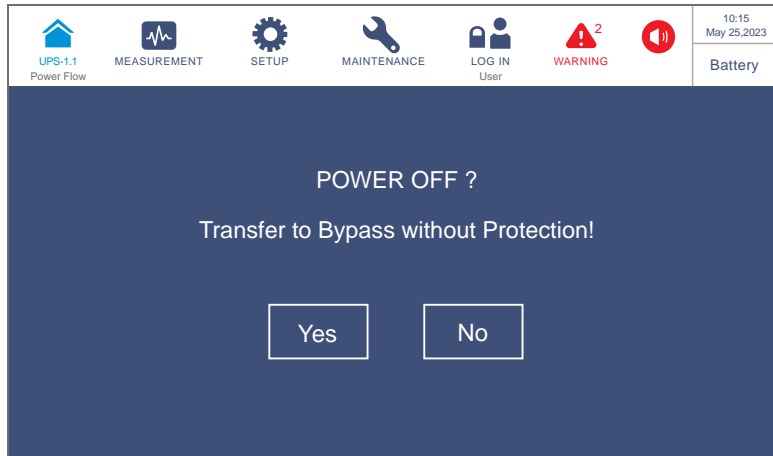 UPS-1.1
Power Flow
MEASUREMENT
SETUP
MAINTENANCE
LOG IN
User
2
WARNING
10:15
May 25,2023
Battery
POWER OFF ?
Transfer to Bypass without Protection!
Yes
No